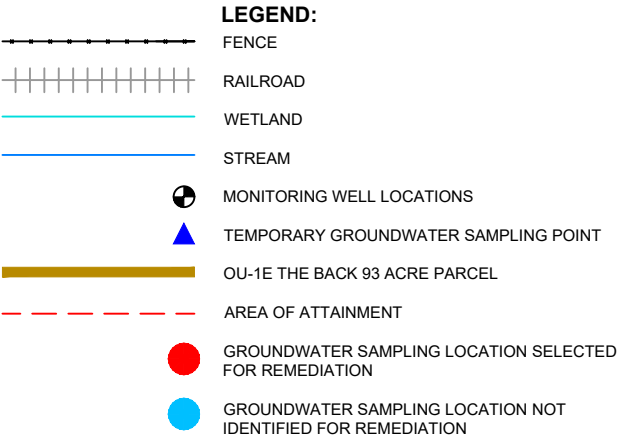 LEGEND:
FENCE
RAILROAD
WETLAND
STREAM
MONITORING WELL LOCATIONS
TEMPORARY GROUNDWATER SAMPLING POINT
OU-1E THE BACK 93 ACRE PARCEL
AREA OF ATTAINMENT
GROUNDWATER SAMPLING LOCATION SELECTED
FOR REMEDIATION
GROUNDWATER SAMPLING LOCATION NOT
IDENTIFIED FOR REMEDIATION